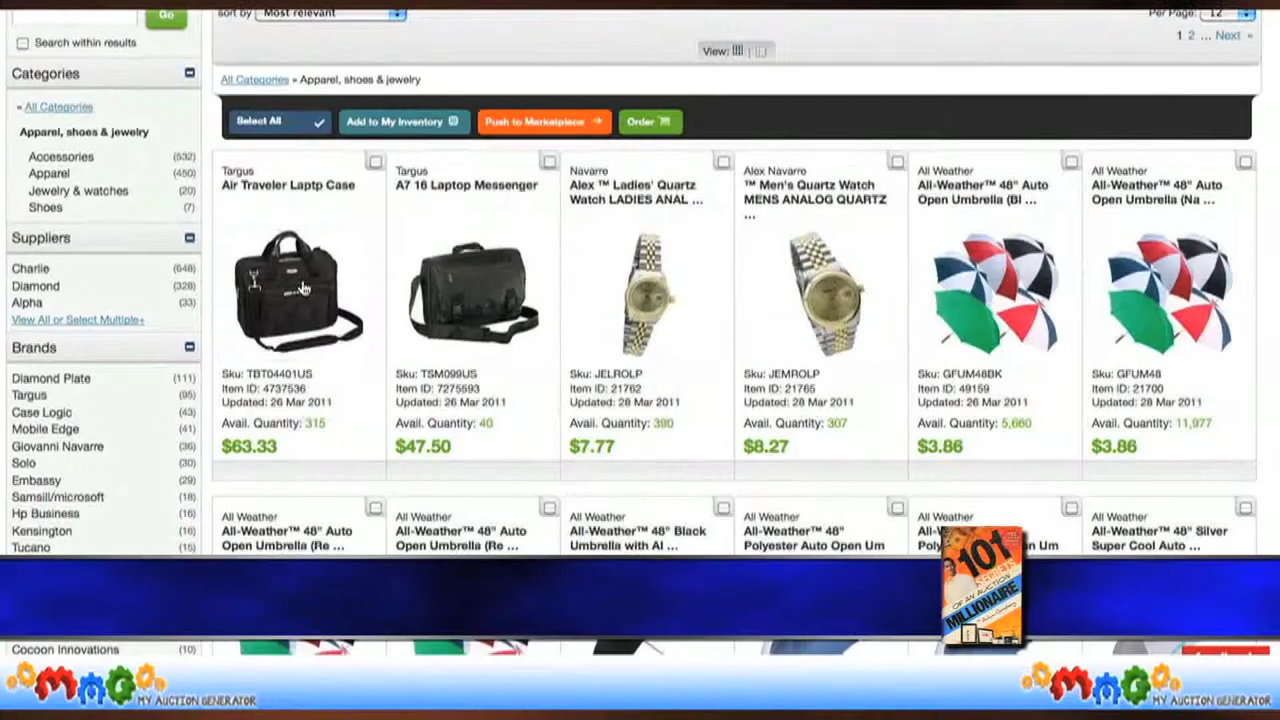 sort by Most relevant
Per Page: 12
Go
Search within results
1 2 ... Next »
View:
Categories
« All Categories
Apparel, shoes & jewelry
Accessories (532)
Apparel (450)
Jewelry & watches (20)
Shoes (7)
Suppliers
Charlie (648)
Diamond (328)
Alpha (33)
View All or Select Multiple+
Brands
Diamond Plate (111)
Targus (95)
Case Logic (43)
Mobile Edge (41)
Giovanni Navarre (36)
Solo (30)
Embassy (29)
Samsill/microsoft (18)
Hp Business (16)
Kensington (16)
Tucano (15)
Cocoon Innovations (10)
All Categories » Apparel, shoes & jewelry
Select All Add to My Inventory Push to Marketplace Order
Targus
Air Traveler Laptp Case
Sku: TBT04401US
Item ID: 4737536
Updated: 26 Mar 2011
Avail. Quantity: 315
$63.33
Targus
A7 16 Laptop Messenger
Sku: TSM099US
Item ID: 7275593
Updated: 26 Mar 2011
Avail. Quantity: 40
$47.50
Navarre
Alex ™ Ladies' Quartz
Watch LADIES ANAL ...
Sku: JELROLP
Item ID: 21762
Updated: 28 Mar 2011
Avail. Quantity: 390
$7.77
Alex Navarre
™ Men's Quartz Watch
MENS ANALOG QUARTZ
...
Sku: JEMROLP
Item ID: 21765
Updated: 28 Mar 2011
Avail. Quantity: 307
$8.27
All Weather
All-Weather™ 48" Auto
Open Umbrella (Bl ...
Sku: GFUM48BK
Item ID: 49159
Updated: 26 Mar 2011
Avail. Quantity: 5,660
$3.86
All Weather
All-Weather™ 48" Auto
Open Umbrella (Na ...
Sku: GFUM48
Item ID: 21700
Updated: 28 Mar 2011
Avail. Quantity: 11,977
$3.86
All Weather
All-Weather™ 48" Auto
Open Umbrella (Re ...
All Weather
All-Weather™ 48" Auto
Open Umbrella (Re ...
All Weather
All-Weather™ 48" Black
Umbrella with Al ...
All Weather
All-Weather™ 48"
Polyester Auto Open Um
All Weather
All-Weather™ 48" Silver
Super Cool Auto ...
101
OF AN AUCTION
MILLIONAIRE
MAG MY AUCTION GENERATOR
MAG MY AUCTION GENERATOR